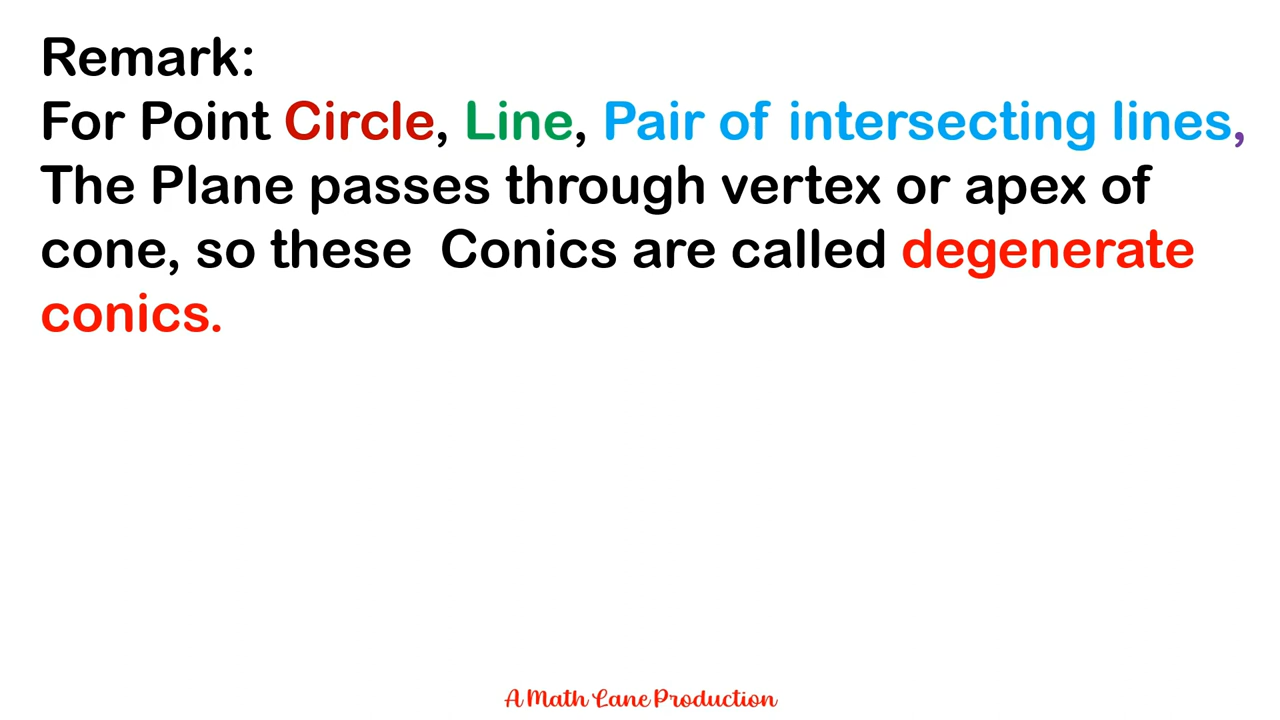 Remark:
For Point Circle, Line, Pair of intersecting lines,
The Plane passes through vertex or apex of
cone, so these  Conics are called degenerate
conics.
A Math Lane Production